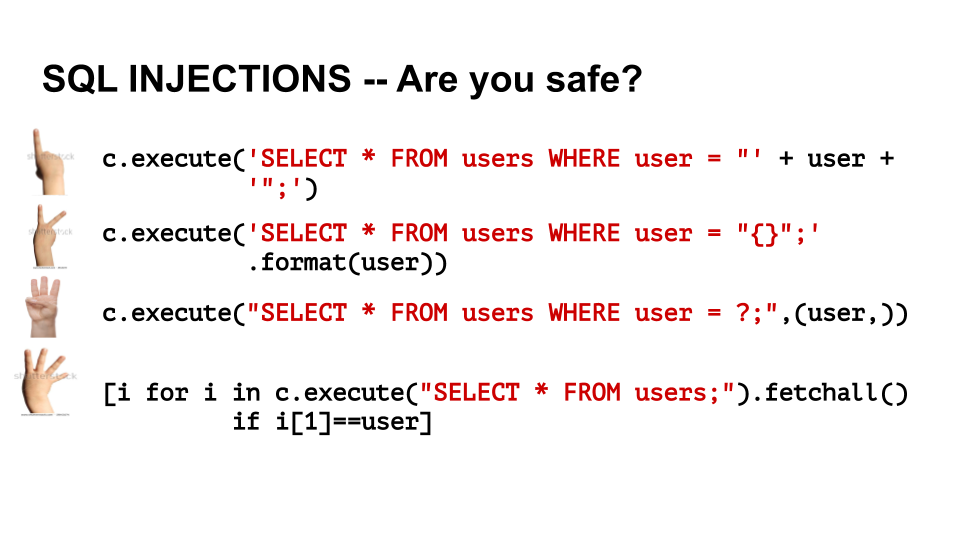 SQL INJECTIONS -- Are you safe?
c.execute('SELECT * FROM users WHERE user = "' + user +
'";')
c.execute('SELECT * FROM users WHERE user = "{}";'
.format(user))
c.execute("SELECT * FROM users WHERE user = ?;",(user,))
[i for i in c.execute("SELECT * FROM users;").fetchall()
if i[1]==user]